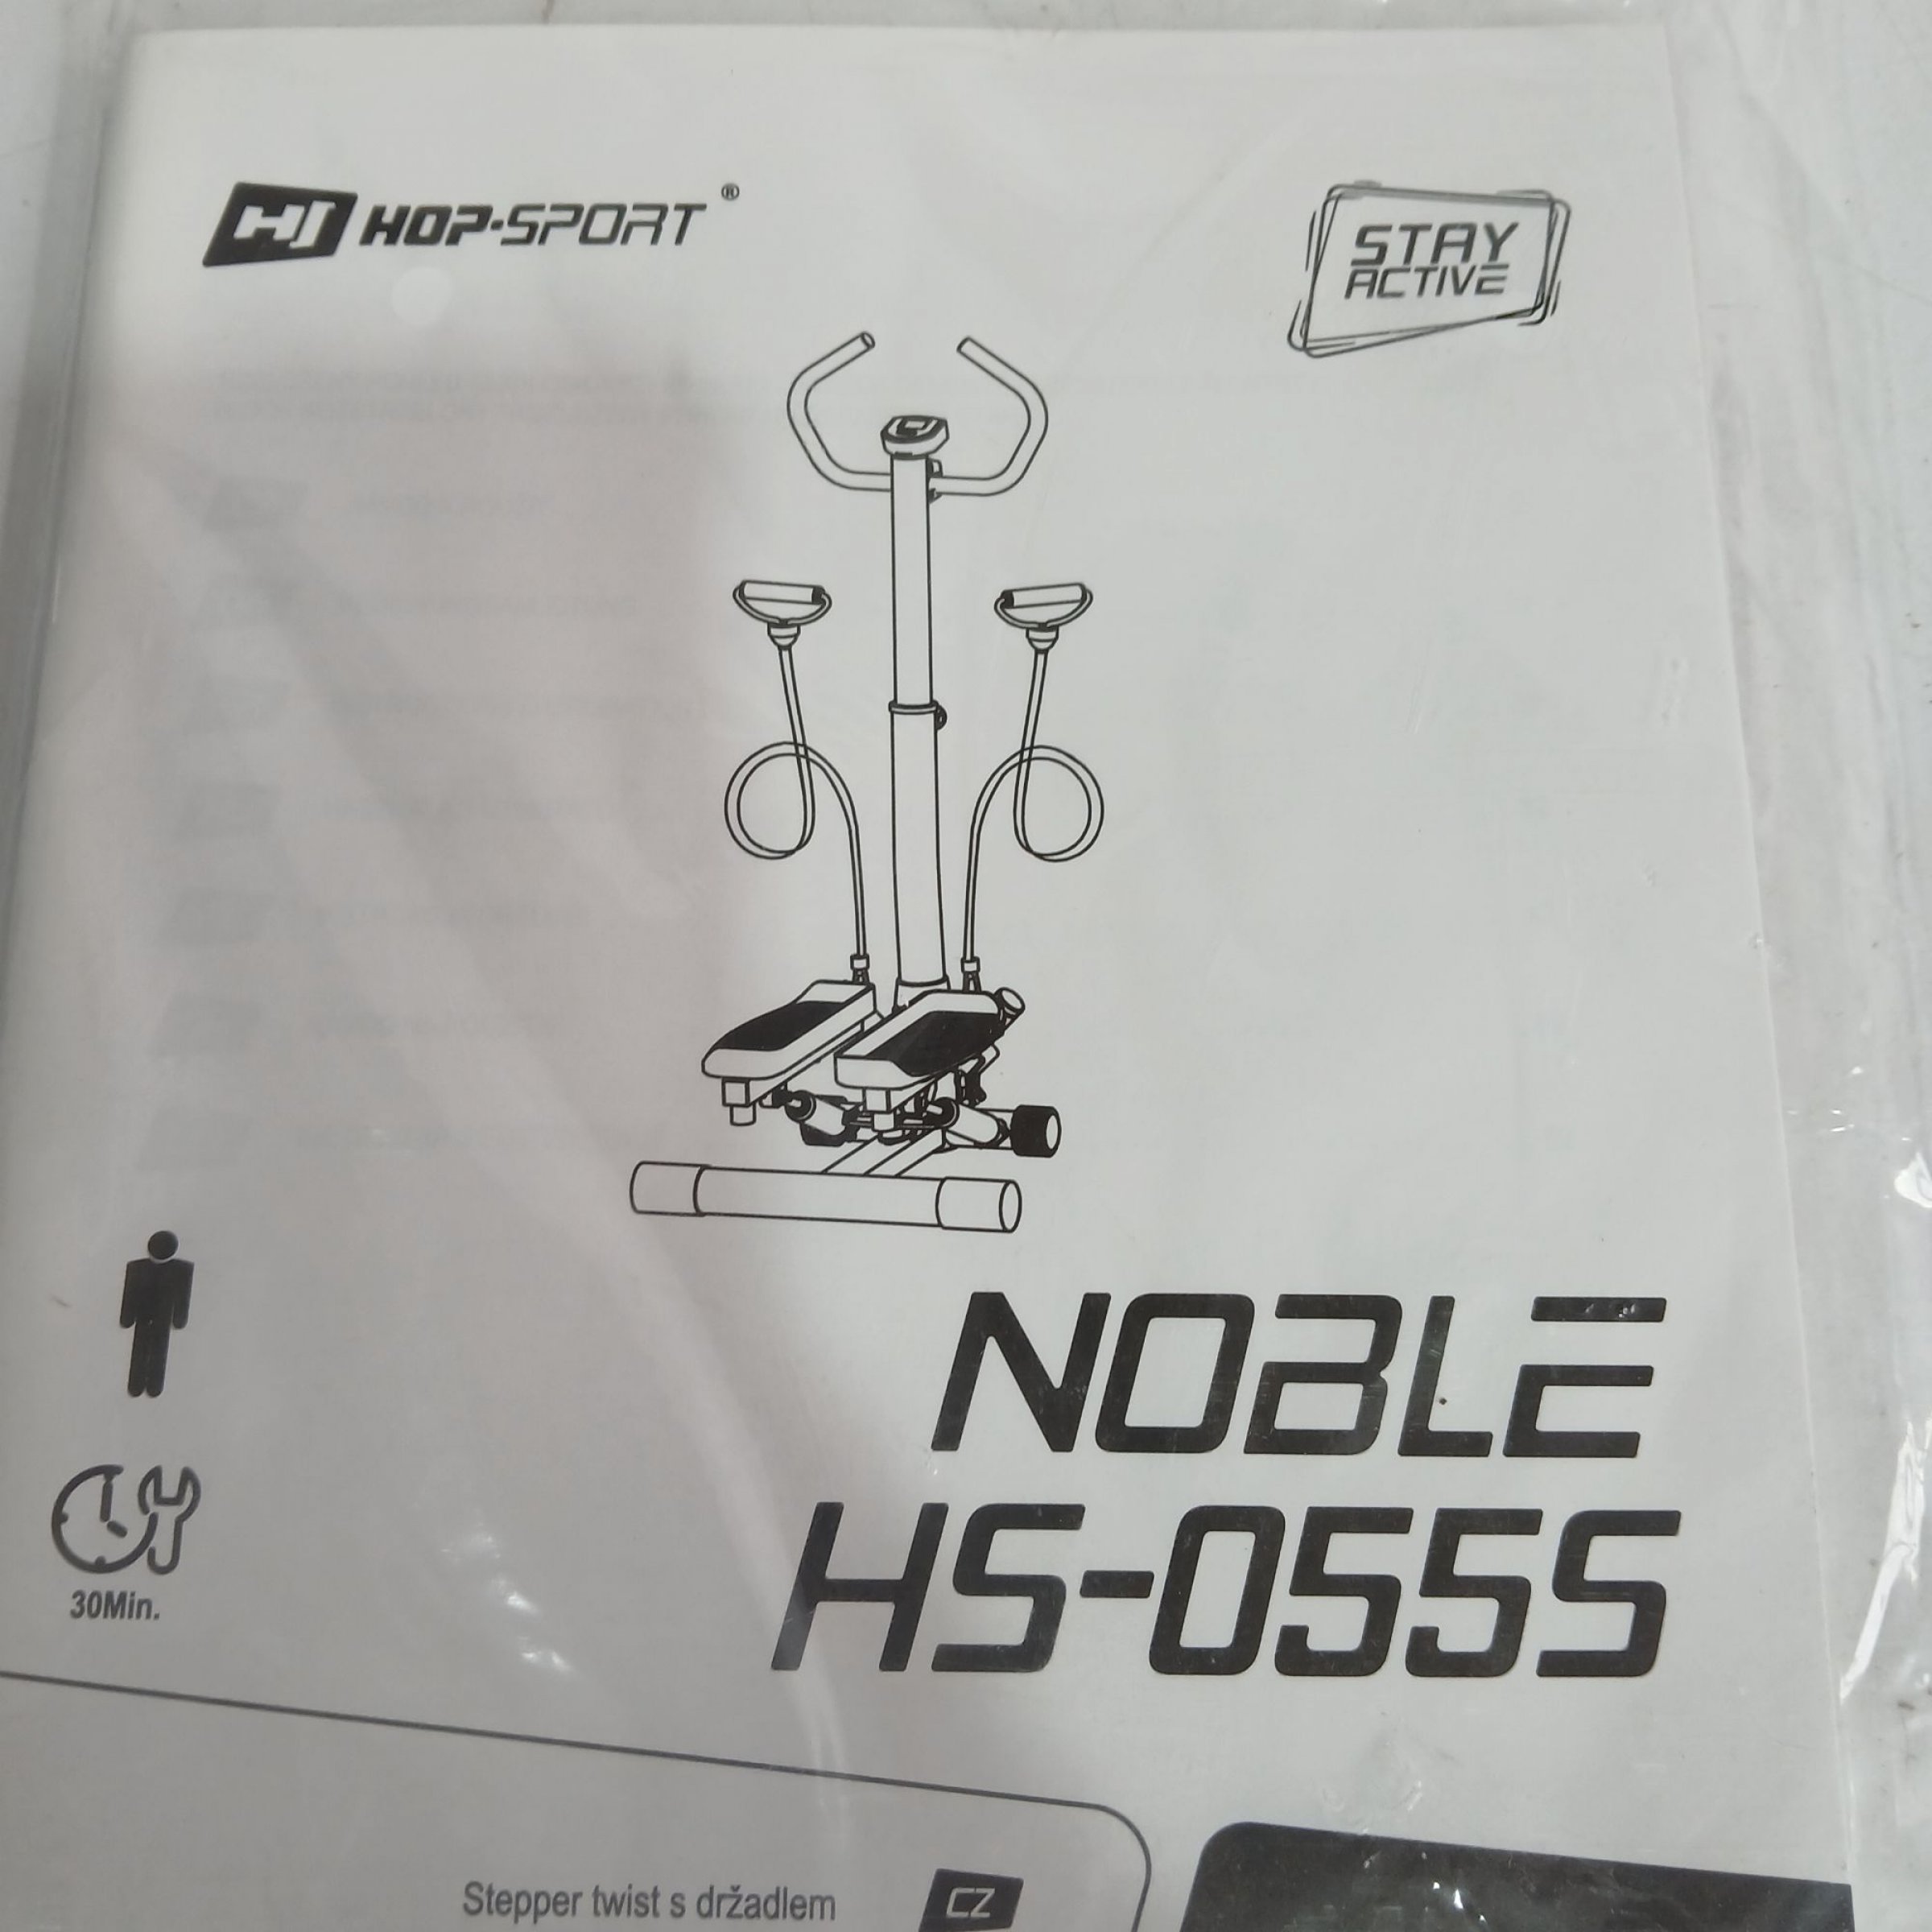 HOP-SPORT®
STAY
ACTIVE
NOBLE
HS-055S
30Min.
Stepper twist s držadlem
CZ